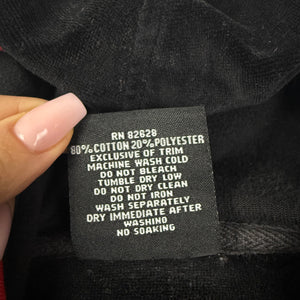 RN 82628
80% COTTON 20% POLYESTER
EXCLUSIVE OF TRIM
MACHINE WASH COLD
DO NOT BLEACH
TUMBLE DRY LOW
DO NOT DRY CLEAN
DO NOT IRON
WASH SEPARATELY
DRY IMMEDIATE AFTER
WASHING
NO SOAKING